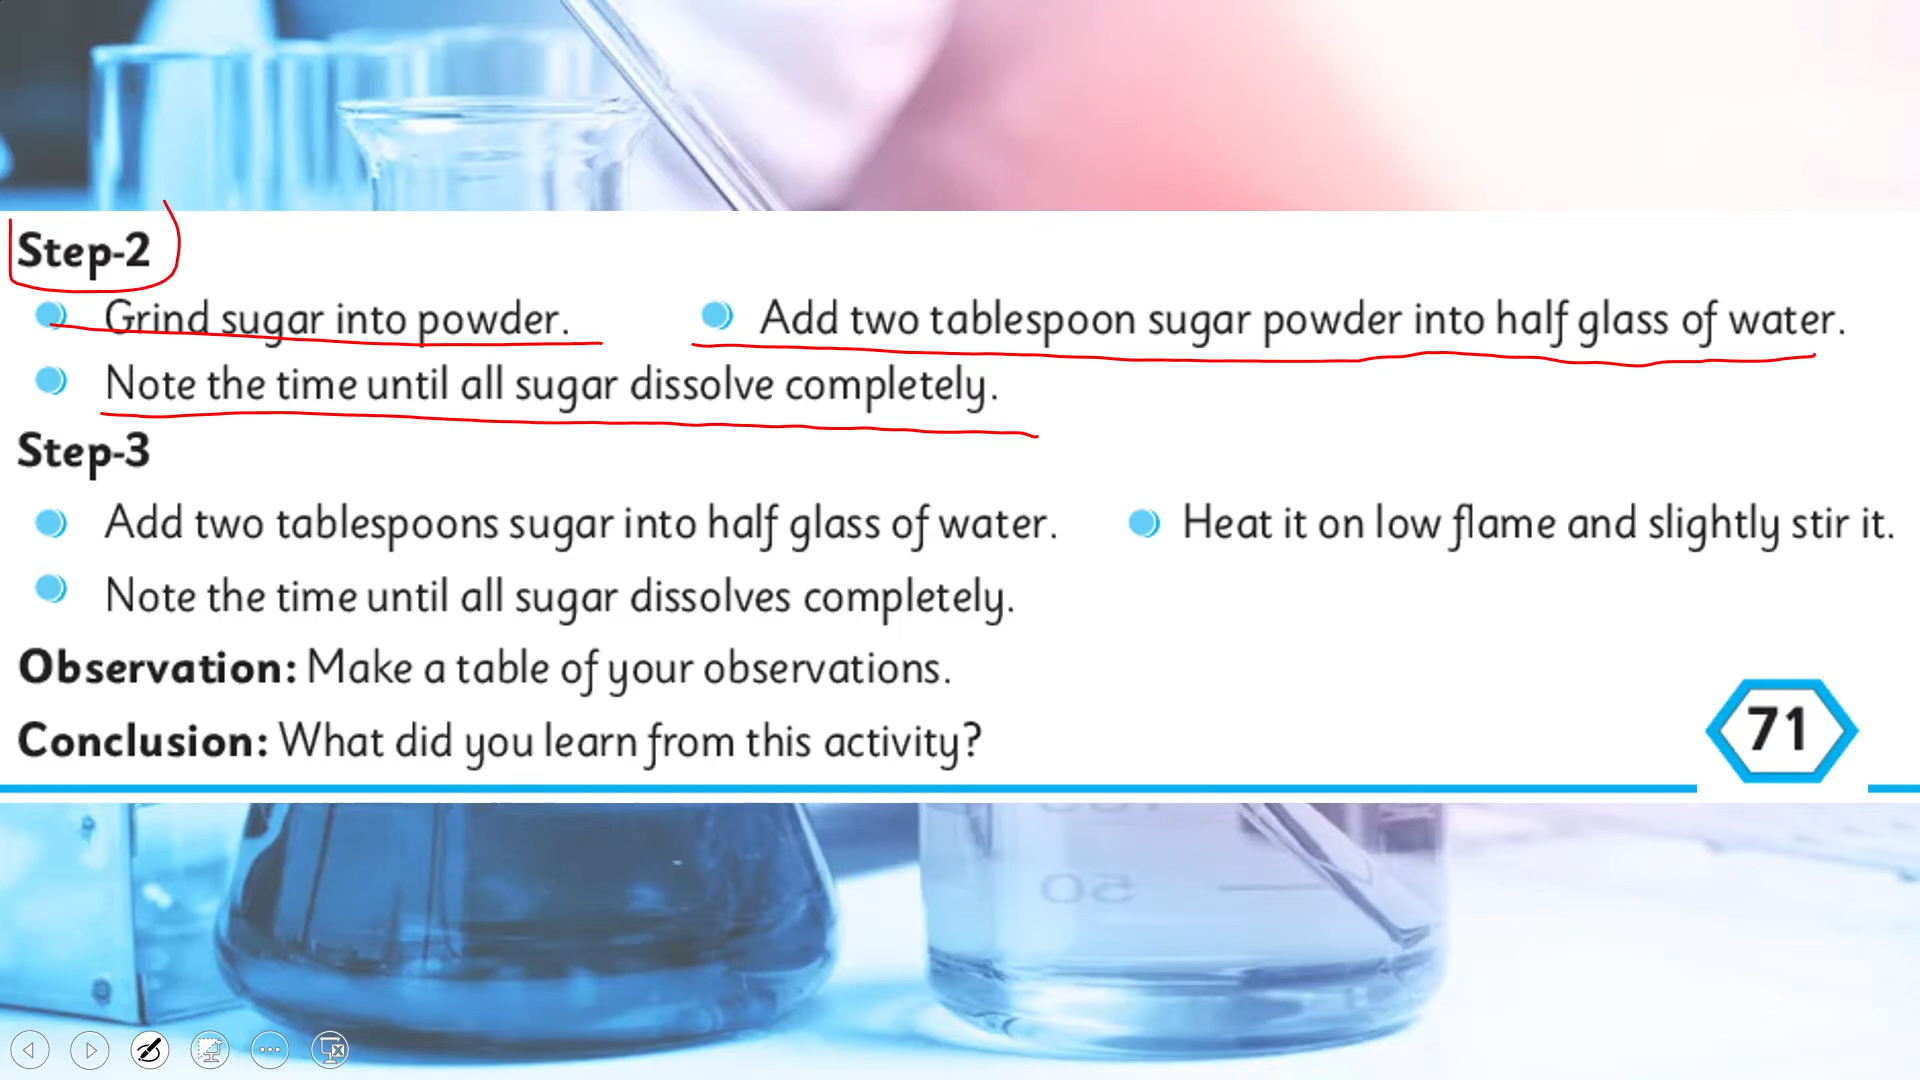 Step-2
Grind sugar into powder. Add two tablespoon sugar powder into half glass of water.
Note the time until all sugar dissolve completely.
Step-3
Add two tablespoons sugar into half glass of water. Heat it on low flame and slightly stir it.
Note the time until all sugar dissolves completely.
Observation: Make a table of your observations.
Conclusion: What did you learn from this activity?
71
50